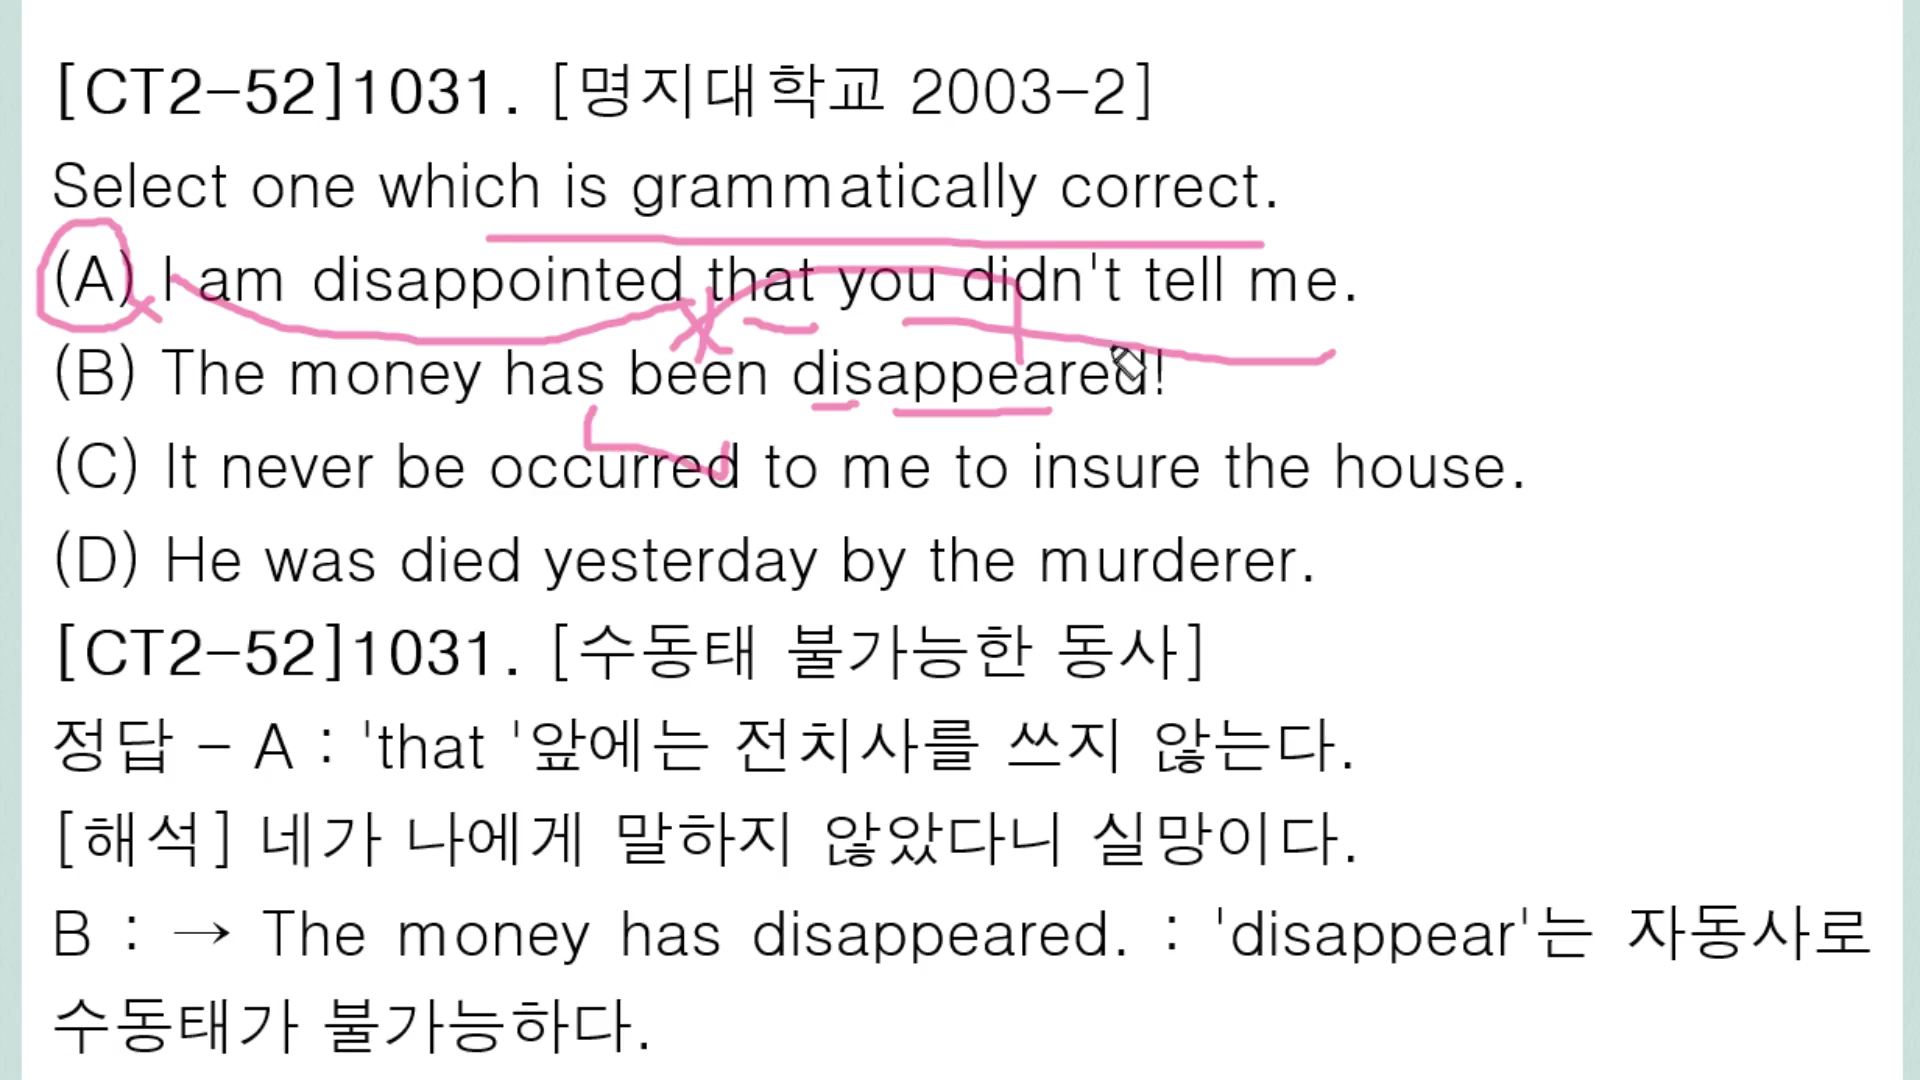 [CT2-52]1031. [명지대학교 2003-2]
Select one which is grammatically correct.
(A) I am disappointed that you didn't tell me.
(B) The money has been disappeared!
(C) It never be occurred to me to insure the house.
(D) He was died yesterday by the murderer.
[CT2-52]1031. [수동태 불가능한 동사]
정답 - A : 'that '앞에는 전치사를 쓰지 않는다.
[해석] 네가 나에게 말하지 않았다니 실망이다.
B : → The money has disappeared. : 'disappear'는 자동사로
수동태가 불가능하다.